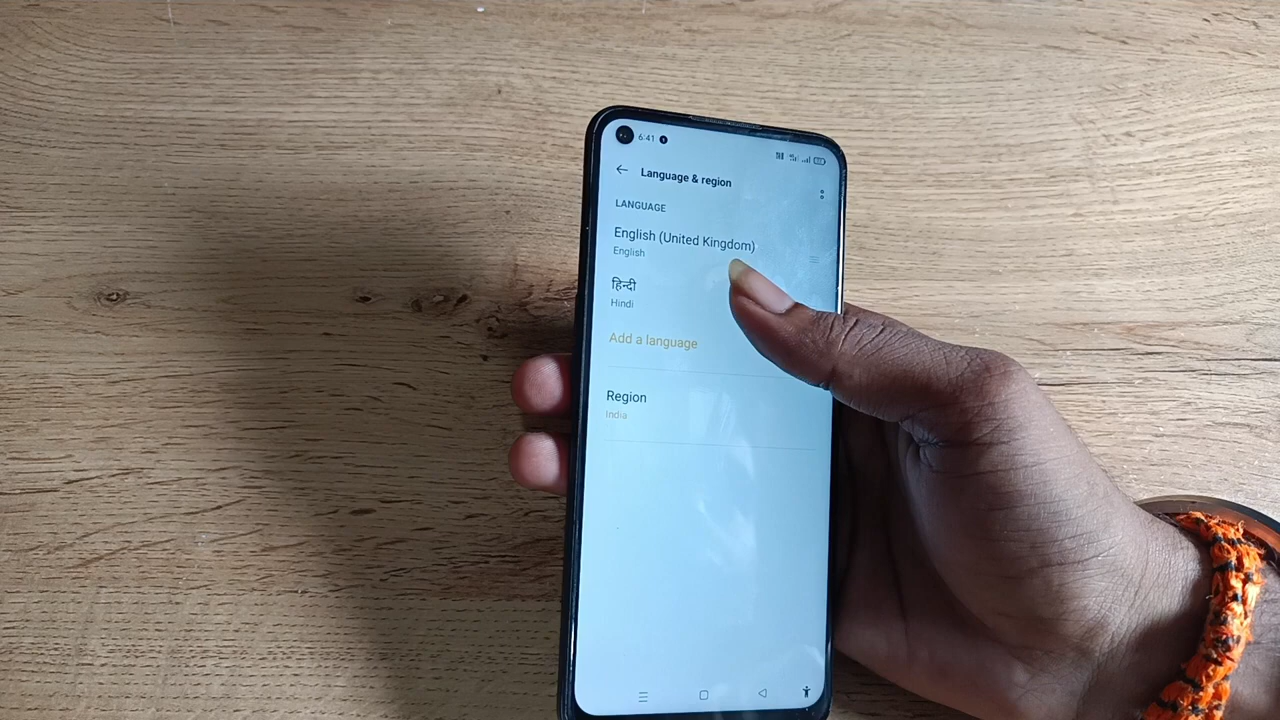 6:41
Language & region
LANGUAGE
English (United Kingdom)
English
हिन्दी
Hindi
Add a language
Region
India